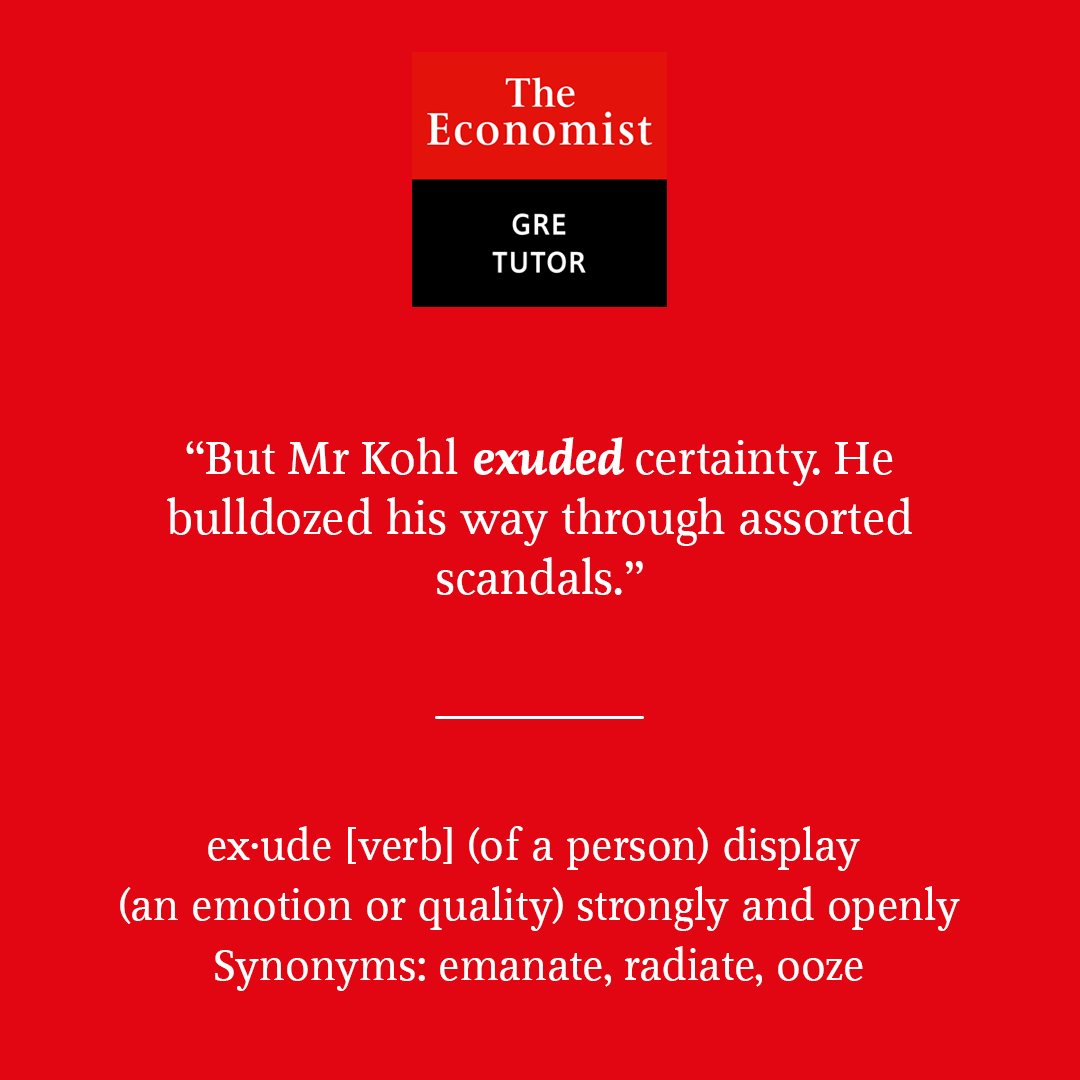 The
Economist
GRE
TUTOR
“But Mr Kohl exuded certainty. He
bulldozed his way through assorted
scandals.”
ex·ude [verb] (of a person) display
(an emotion or quality) strongly and openly
Synonyms: emanate, radiate, ooze